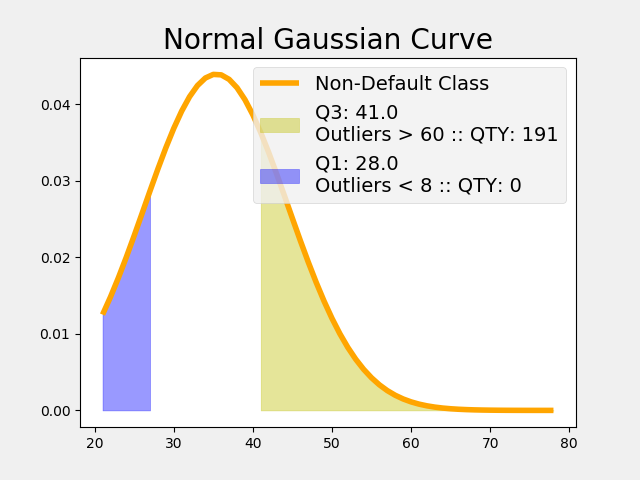 Normal Gaussian Curve
Non-Default Class
Q3: 41.0
Outliers > 60 :: QTY: 191
Q1: 28.0
Outliers < 8 :: QTY: 0
0.04
0.03
0.02
0.01
0.00
20 30 40 50 60 70 80